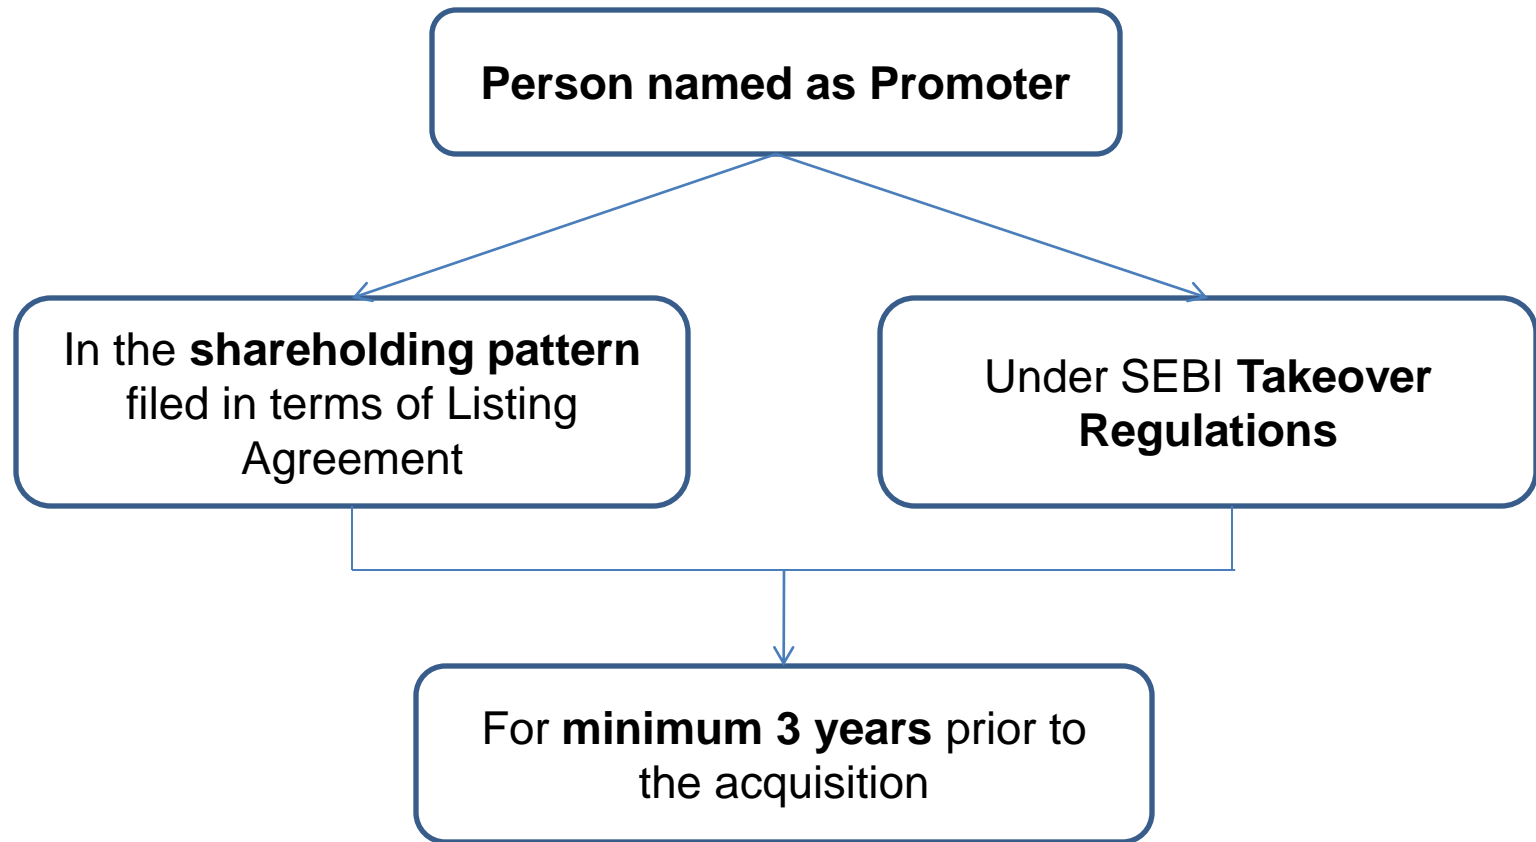 Person named as Promoter
In the shareholding pattern
filed in terms of Listing
Agreement
Under SEBI Takeover
Regulations
For minimum 3 years prior to
the acquisition